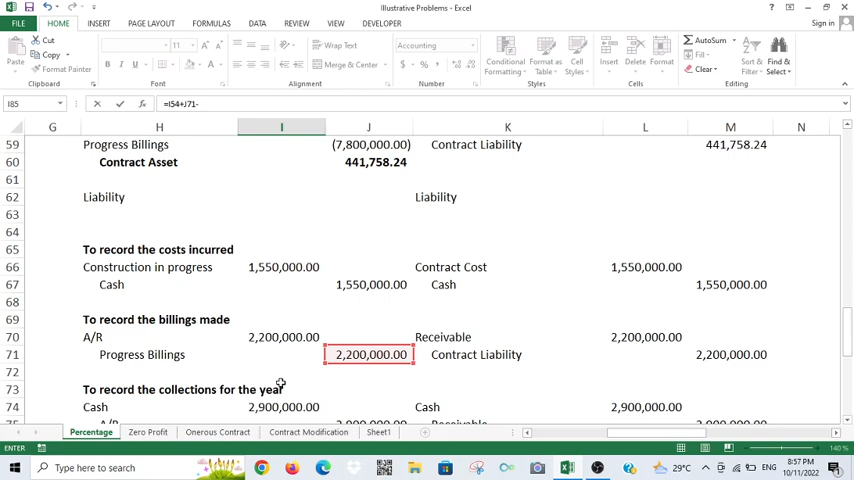 Illustrative Problems - Excel
FILE HOME INSERT PAGE LAYOUT FORMULAS DATA REVIEW VIEW DEVELOPER Sign in
Cut
Copy
Format Painter
Paste
Clipboard
11
Font
Wrap Text
Merge & Center
Alignment
Accounting
Number
Conditional Formatting
Format as Table
Cell Styles
Styles
Insert Delete Format
Cells
AutoSum
Fill
Clear
Sort & Filter
Find & Select
Editing
I85 =I54+J71-
G H I J K L M N
59 Progress Billings (7,800,000.00) Contract Liability 441,758.24
60 Contract Asset 441,758.24
61
62 Liability Liability
63
64
65 To record the costs incurred
66 Construction in progress 1,550,000.00 Contract Cost 1,550,000.00
67 Cash 1,550,000.00 Cash 1,550,000.00
68
69 To record the billings made
70 A/R 2,200,000.00 Receivable 2,200,000.00
71 Progress Billings 2,200,000.00 Contract Liability 2,200,000.00
72
73 To record the collections for the year
74 Cash 2,900,000.00 Cash 2,900,000.00
Percentage Zero Profit Onerous Contract Contract Modification Sheet1
ENTER 140 %
Type here to search
29°C
ENG
8:57 PM
10/11/2022